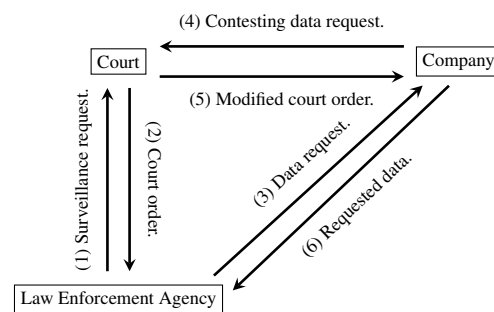 (4) Contesting data request.
Court
Company
(5) Modified court order.
(1) Surveillance request.
(2) Court order.
(3) Data request.
(6) Requested data.
Law Enforcement Agency